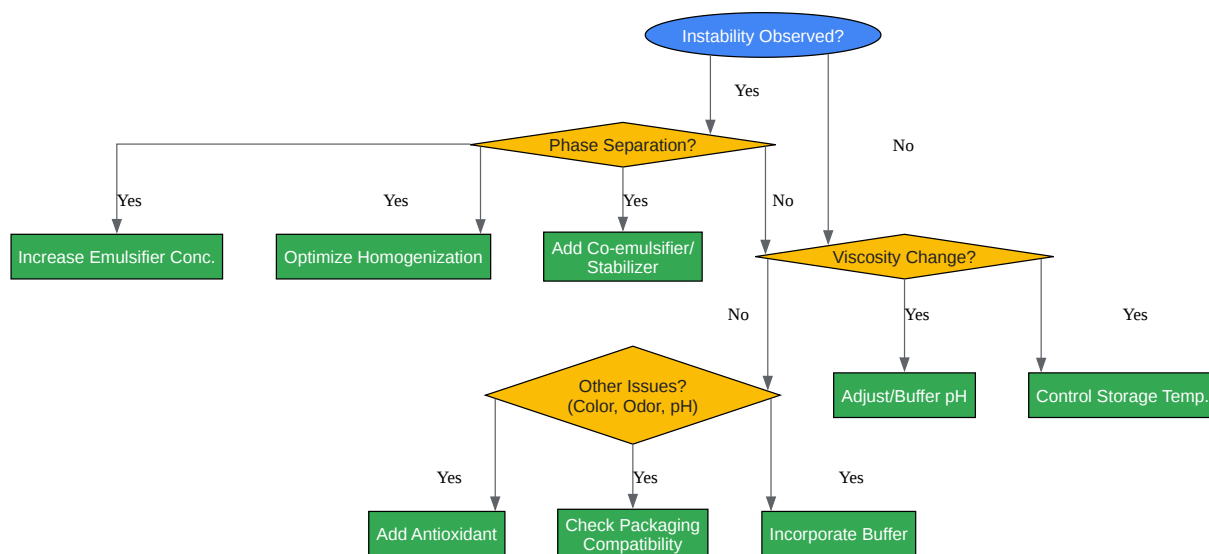 Instability Observed?
Yes
No
Phase Separation?
Yes
Yes
Yes
No
Increase Emulsifier Conc.
Optimize Homogenization
Add Co-emulsifier/
Stabilizer
Viscosity Change?
No
Yes
Yes
Other Issues?
(Color, Odor, pH)
Adjust/Buffer pH
Control Storage Temp.
Yes
Yes
Yes
Add Antioxidant
Check Packaging
Compatibility
Incorporate Buffer